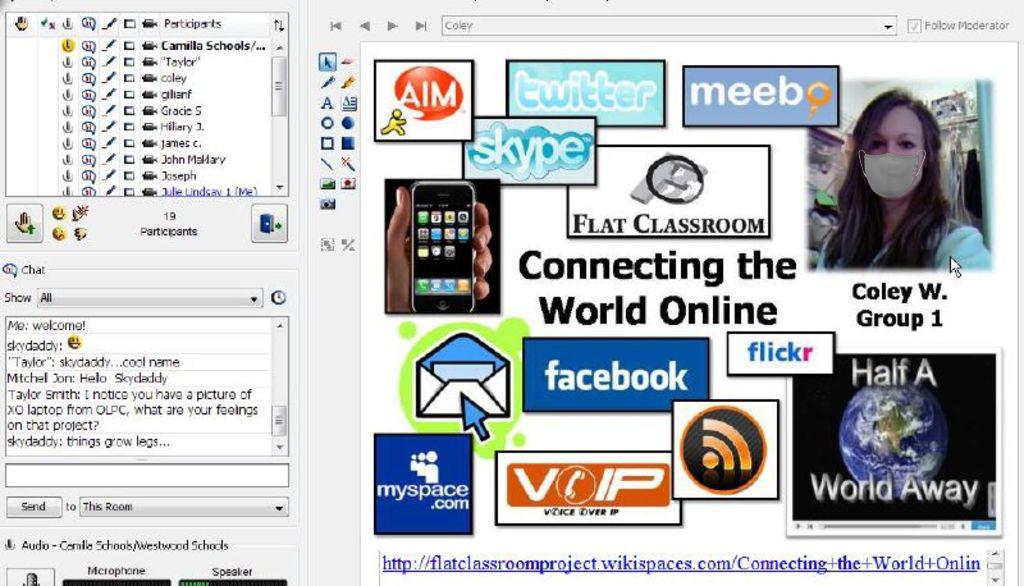 Participants
Camilla Schools/...
"Taylor"
coley
gilianf
Gracie S
Hillary J.
james c.
John Maklary
Joseph
Julie Lindsay 1 (Me)
19
Participants
Chat
Show All
Me: welcome!
skydaddy:
"Taylor": skydaddy...cool name
Mitchell Jon: Hello Skydaddy
Taylor Smith: I notice you have a picture of
XO laptop from OLPC, what are your feelings
on that project?
skydaddy: things grow legs...
Send to This Room
Audio - Camilla Schools/Westwood Schools
Microphone Speaker
Coley
Follow Moderator
A
AIM
twitter
meebo
skype
FLAT CLASSROOM
Connecting the
World Online
Coley W.
Group 1
flickr
facebook
Half A
World Away
myspace
.com
VOIP
VOICE OVER IP
http://flatclassroomproject.wikispaces.com/Connecting+the+World+Onlin